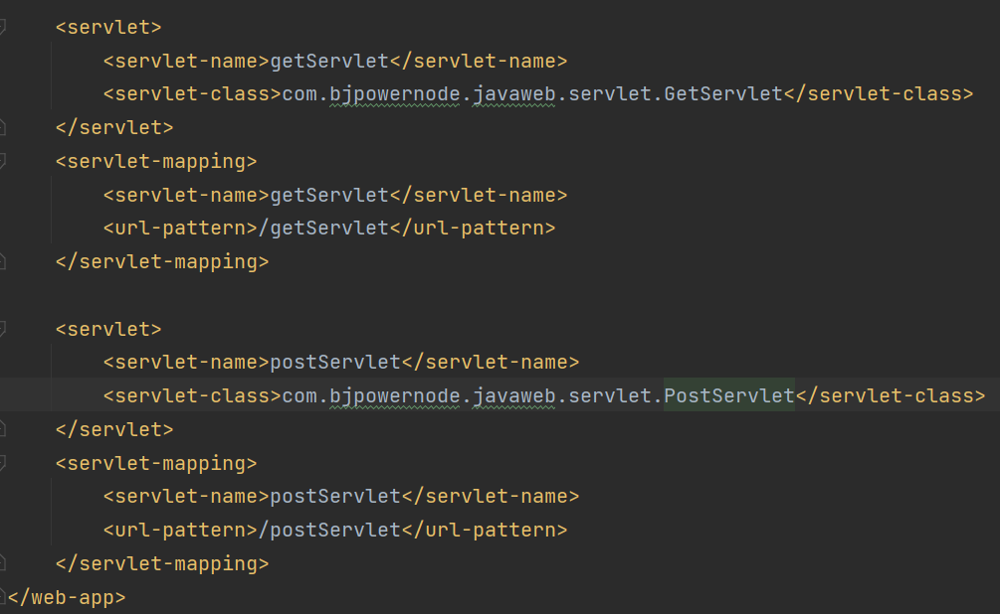 <servlet>
<servlet-name>getServlet</servlet-name>
<servlet-class>com.bjpowernode.javaweb.servlet.GetServlet</servlet-class>
</servlet>
<servlet-mapping>
<servlet-name>getServlet</servlet-name>
<url-pattern>/getServlet</url-pattern>
</servlet-mapping>
<servlet>
<servlet-name>postServlet</servlet-name>
<servlet-class>com.bjpowernode.javaweb.servlet.PostServlet</servlet-class>
</servlet>
<servlet-mapping>
<servlet-name>postServlet</servlet-name>
<url-pattern>/postServlet</url-pattern>
</servlet-mapping>
</web-app>